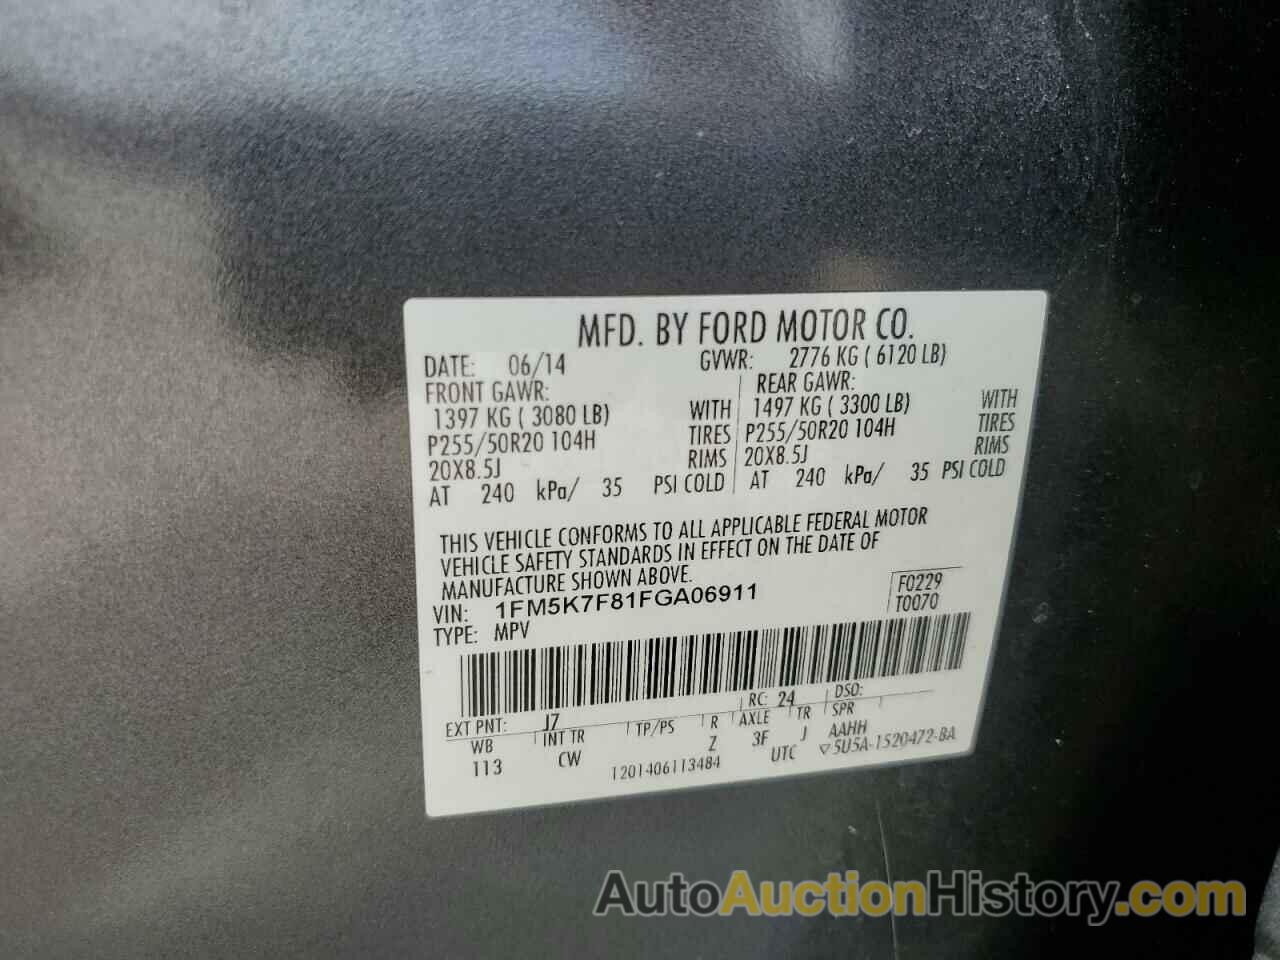 MFD. BY FORD MOTOR CO.
DATE: 06/14 GVWR: 2776 KG ( 6120 LB)
FRONT GAWR: REAR GAWR:
1397 KG ( 3080 LB) WITH 1497 KG ( 3300 LB) WITH
P255/50R20 104H TIRES P255/50R20 104H TIRES
20X8.5J RIMS 20X8.5J RIMS
AT 240 kPa/ 35 PSI COLD AT 240 kPa/ 35 PSI COLD
THIS VEHICLE CONFORMS TO ALL APPLICABLE FEDERAL MOTOR
VEHICLE SAFETY STANDARDS IN EFFECT ON THE DATE OF
MANUFACTURE SHOWN ABOVE.
VIN: 1FM5K7F81FGA06911 F0229
TYPE: MPV T0070
EXT PNT: J7 RC: 24 DSO:
WB INT TR TP/PS R AXLE TR SPR
113 CW Z 3F J AAHH
1201406113484 UTC ▽5U5A-1520472-BA
AutoAuctionHistory.com